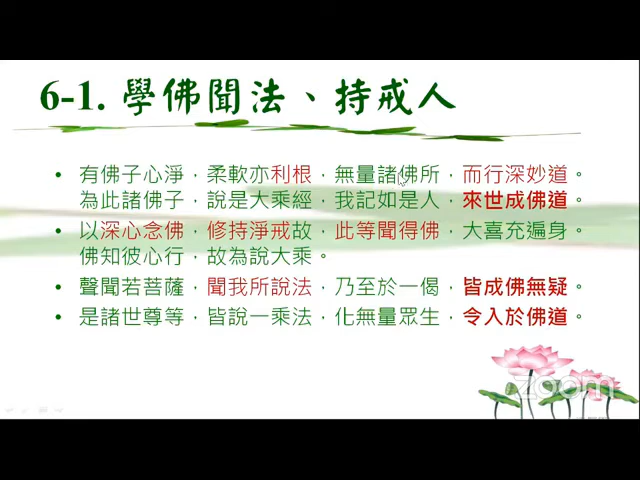 6-1. 學佛聞法、持戒人
• 有佛子心淨，柔軟亦利根，無量諸佛所，而行深妙道。
為此諸佛子，說是大乘經，我記如是人，來世成佛道。
• 以深心念佛，修持淨戒故，此等聞得佛，大喜充遍身。
佛知彼心行，故為說大乘。
• 聲聞若菩薩，聞我所說法，乃至於一偈，皆成佛無疑。
• 是諸世尊等，皆說一乘法，化無量眾生，令入於佛道。
zoom